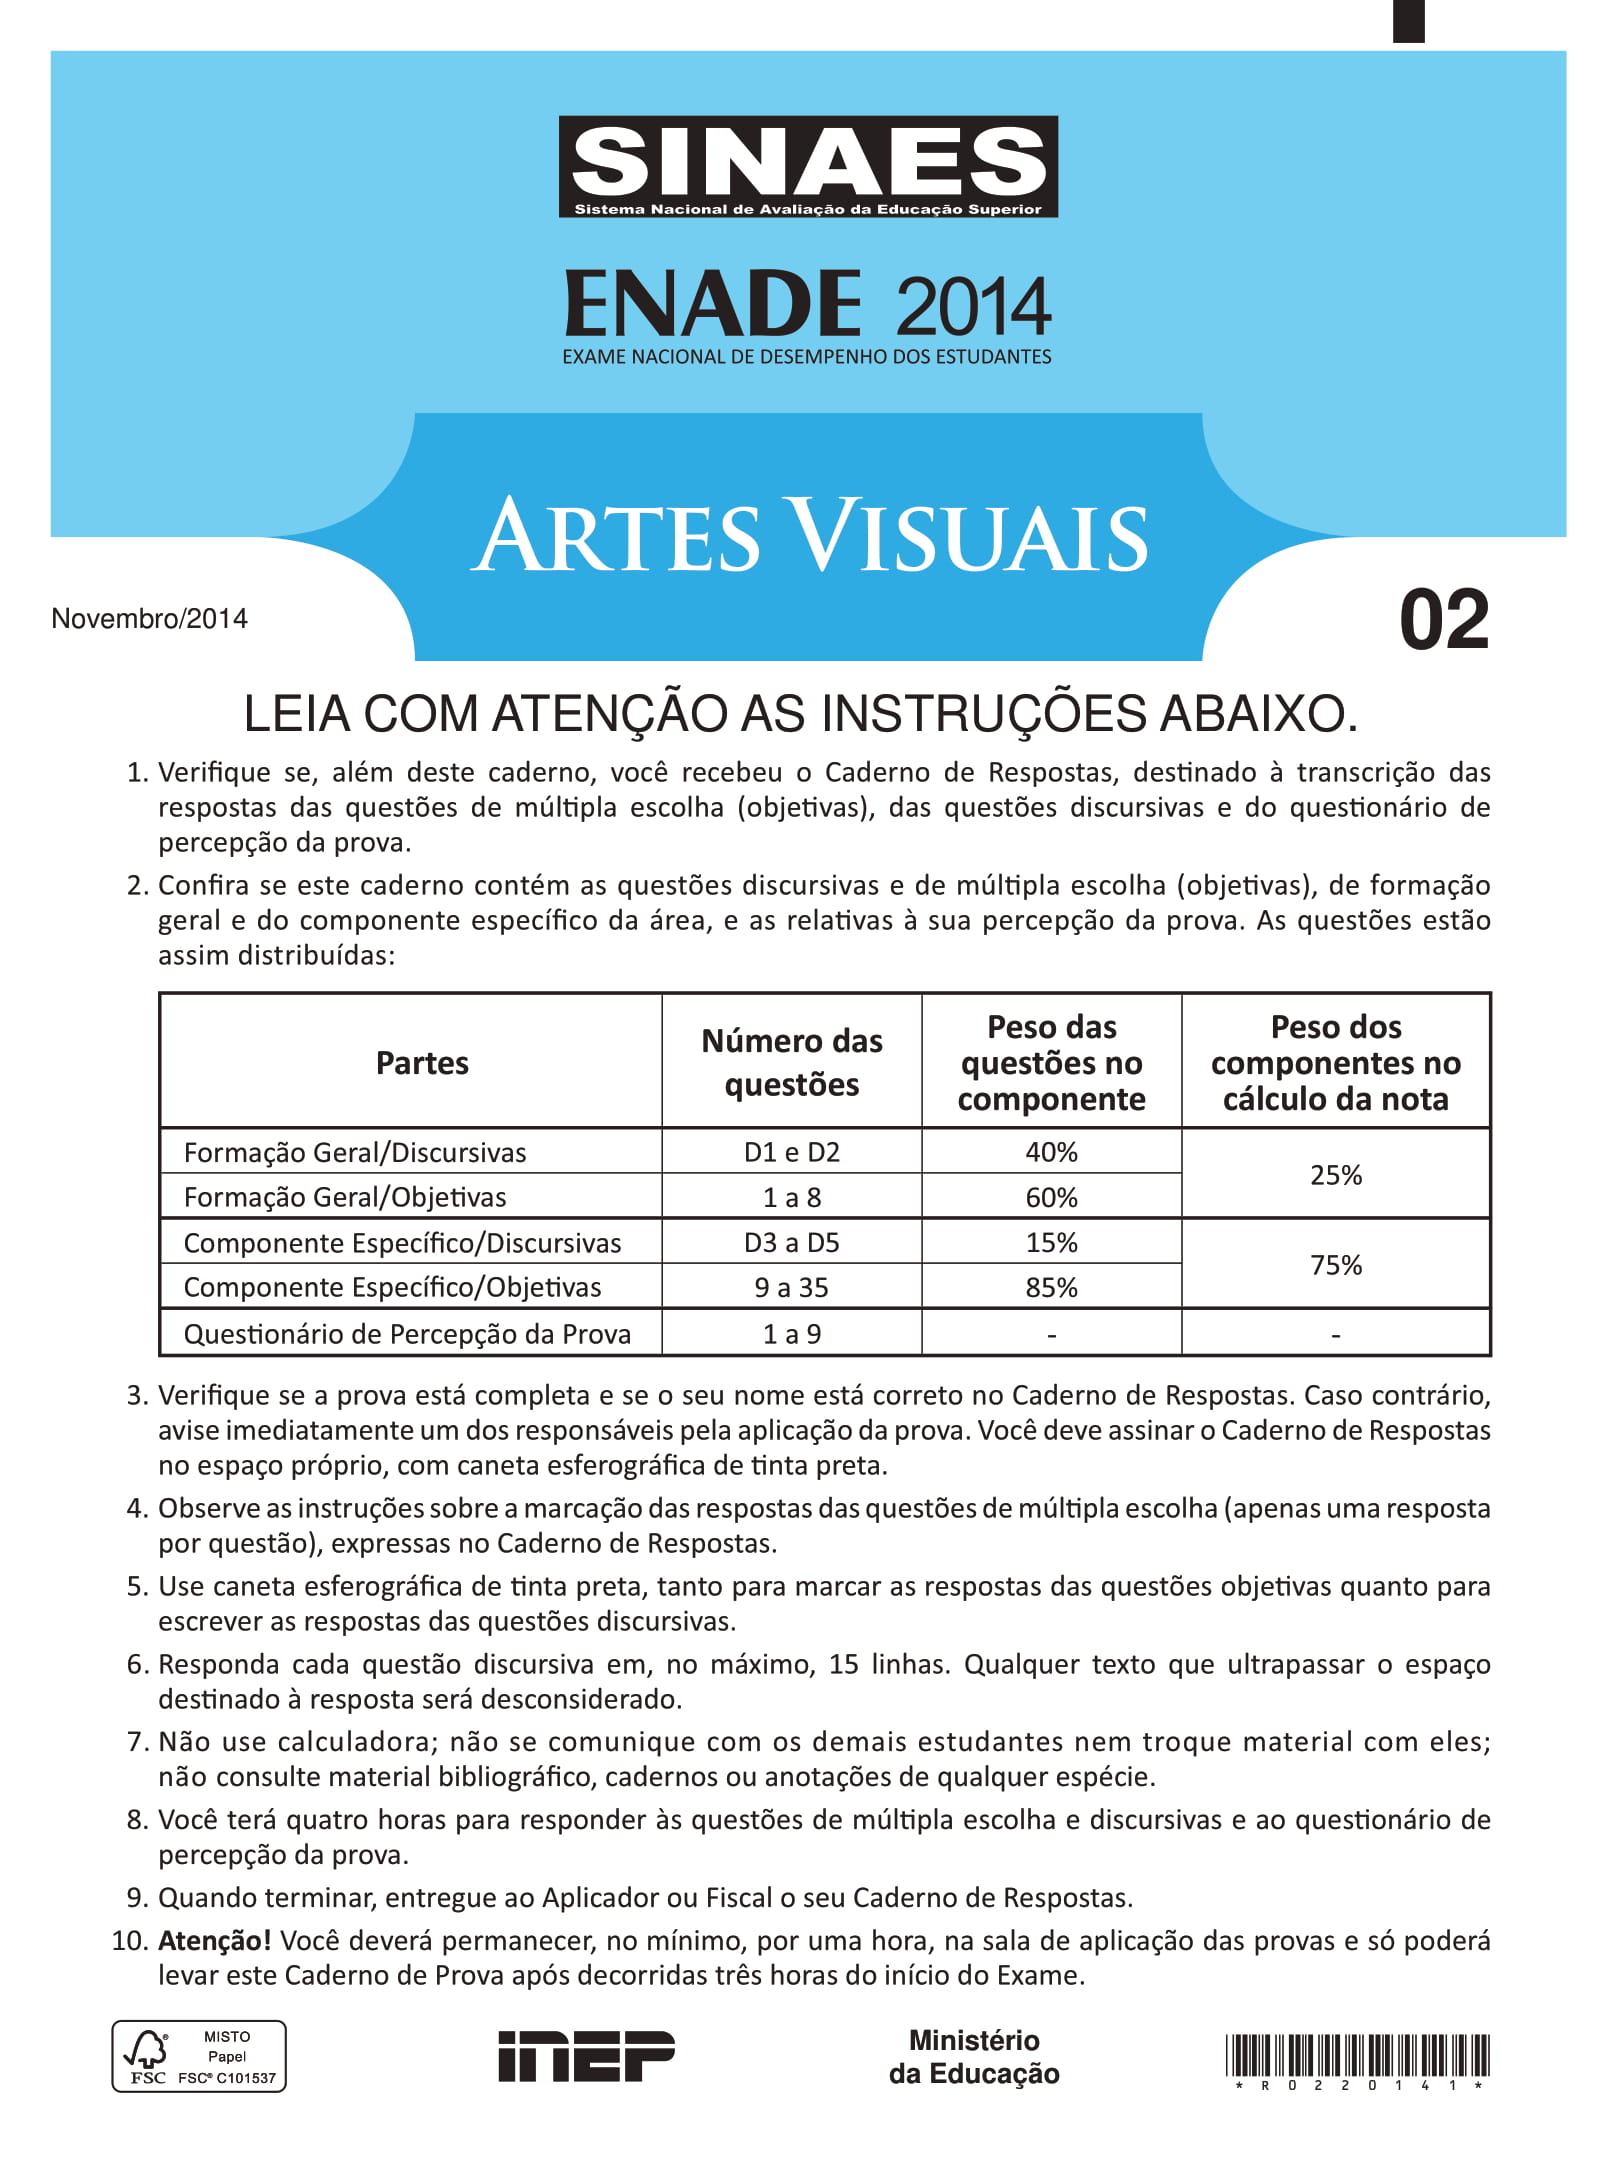 SINAES
Sistema Nacional de Avaliação da Educação Superior
ENADE 2014
EXAME NACIONAL DE DESEMPENHO DOS ESTUDANTES
ARTES VISUAIS
Novembro/2014
02
LEIA COM ATENÇÃO AS INSTRUÇÕES ABAIXO.
1. Verifique se, além deste caderno, você recebeu o Caderno de Respostas, destinado à transcrição das
respostas das questões de múltipla escolha (objetivas), das questões discursivas e do questionário de
percepção da prova.
2. Confira se este caderno contém as questões discursivas e de múltipla escolha (objetivas), de formação
geral e do componente específico da área, e as relativas à sua percepção da prova. As questões estão
assim distribuídas:
Partes
Número das
questões
Peso das
questões no
componente
Peso dos
componentes no
cálculo da nota
Formação Geral/Discursivas D1 e D2 40%
25%
Formação Geral/Objetivas 1 a 8 60%
Componente Específico/Discursivas D3 a D5 15%
75%
Componente Específico/Objetivas 9 a 35 85%
Questionário de Percepção da Prova 1 a 9 - -
3. Verifique se a prova está completa e se o seu nome está correto no Caderno de Respostas. Caso contrário,
avise imediatamente um dos responsáveis pela aplicação da prova. Você deve assinar o Caderno de Respostas
no espaço próprio, com caneta esferográfica de tinta preta.
4. Observe as instruções sobre a marcação das respostas das questões de múltipla escolha (apenas uma resposta
por questão), expressas no Caderno de Respostas.
5. Use caneta esferográfica de tinta preta, tanto para marcar as respostas das questões objetivas quanto para
escrever as respostas das questões discursivas.
6. Responda cada questão discursiva em, no máximo, 15 linhas. Qualquer texto que ultrapassar o espaço
destinado à resposta será desconsiderado.
7. Não use calculadora; não se comunique com os demais estudantes nem troque material com eles;
não consulte material bibliográfico, cadernos ou anotações de qualquer espécie.
8. Você terá quatro horas para responder às questões de múltipla escolha e discursivas e ao questionário de
percepção da prova.
9. Quando terminar, entregue ao Aplicador ou Fiscal o seu Caderno de Respostas.
10. Atenção! Você deverá permanecer, no mínimo, por uma hora, na sala de aplicação das provas e só poderá
levar este Caderno de Prova após decorridas três horas do início do Exame.
FSC®
MISTO
Papel
FSC® C101537
INEP
Ministério
da Educação
*R0220141*